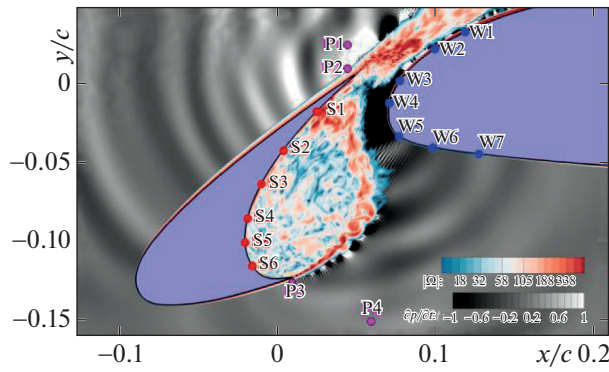 y/c
0
−0.05
−0.10
−0.15
P1
P2
W1
W2
W3
W4
W5
W6
W7
S1
S2
S3
S4
S5
S6
P3
P4
|Ω|: 18 32 58 105 188 338
∂p/∂t:
−1 −0.6 −0.2 0.2 0.6 1
−0.1 0 0.1 x/c 0.2